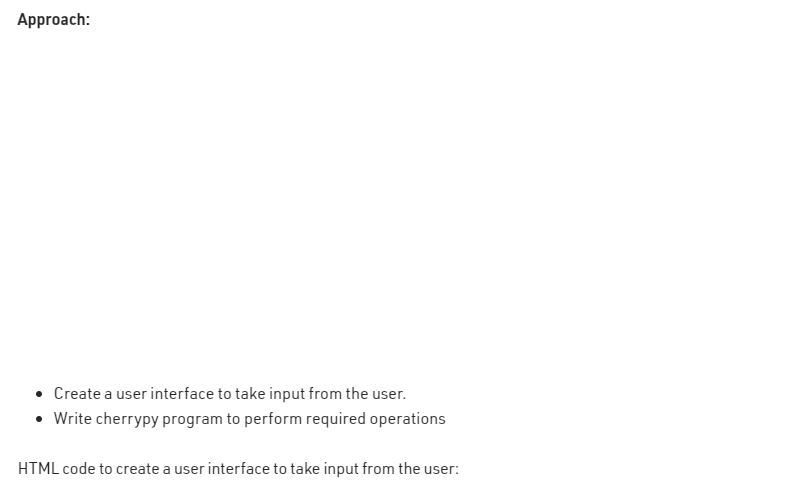 Approach:
Create a user interface to take input from the user.
Write cherrypy program to perform required operations
HTML code to create a user interface to take input from the user: